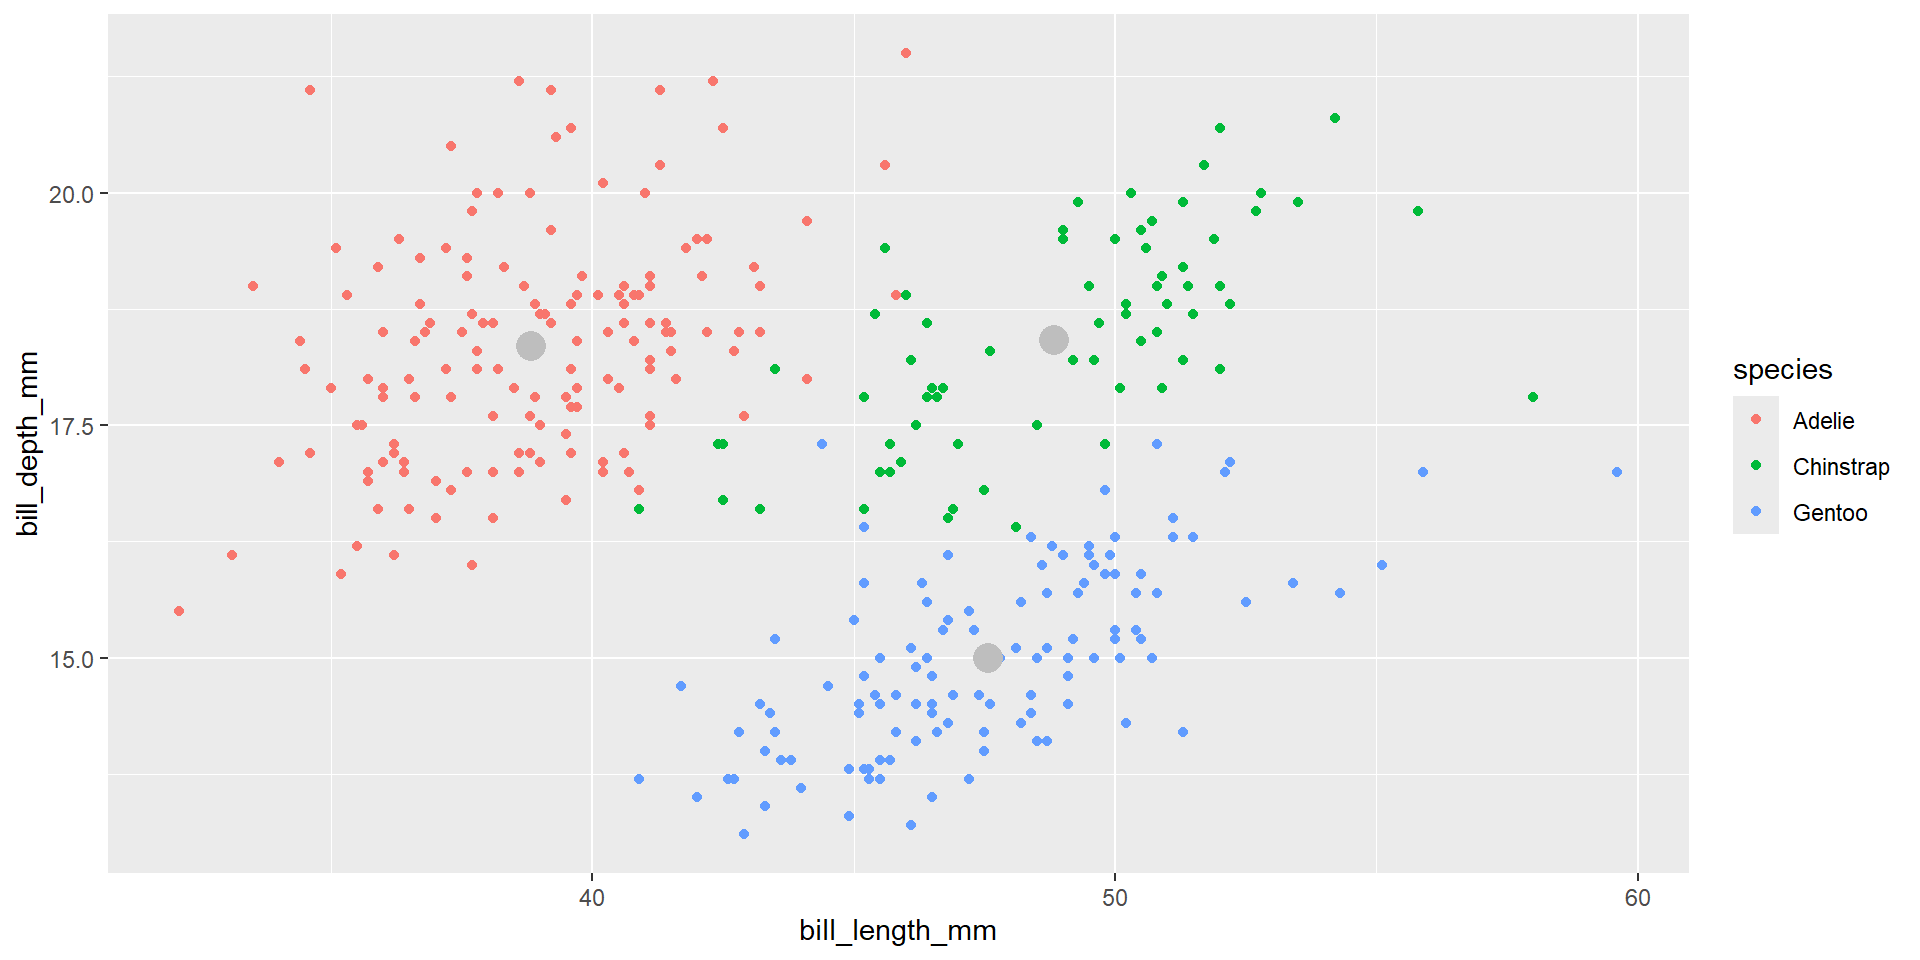 20.0
17.5
15.0
bill_depth_mm
40
50
60
bill_length_mm
species
Adelie
Chinstrap
Gentoo